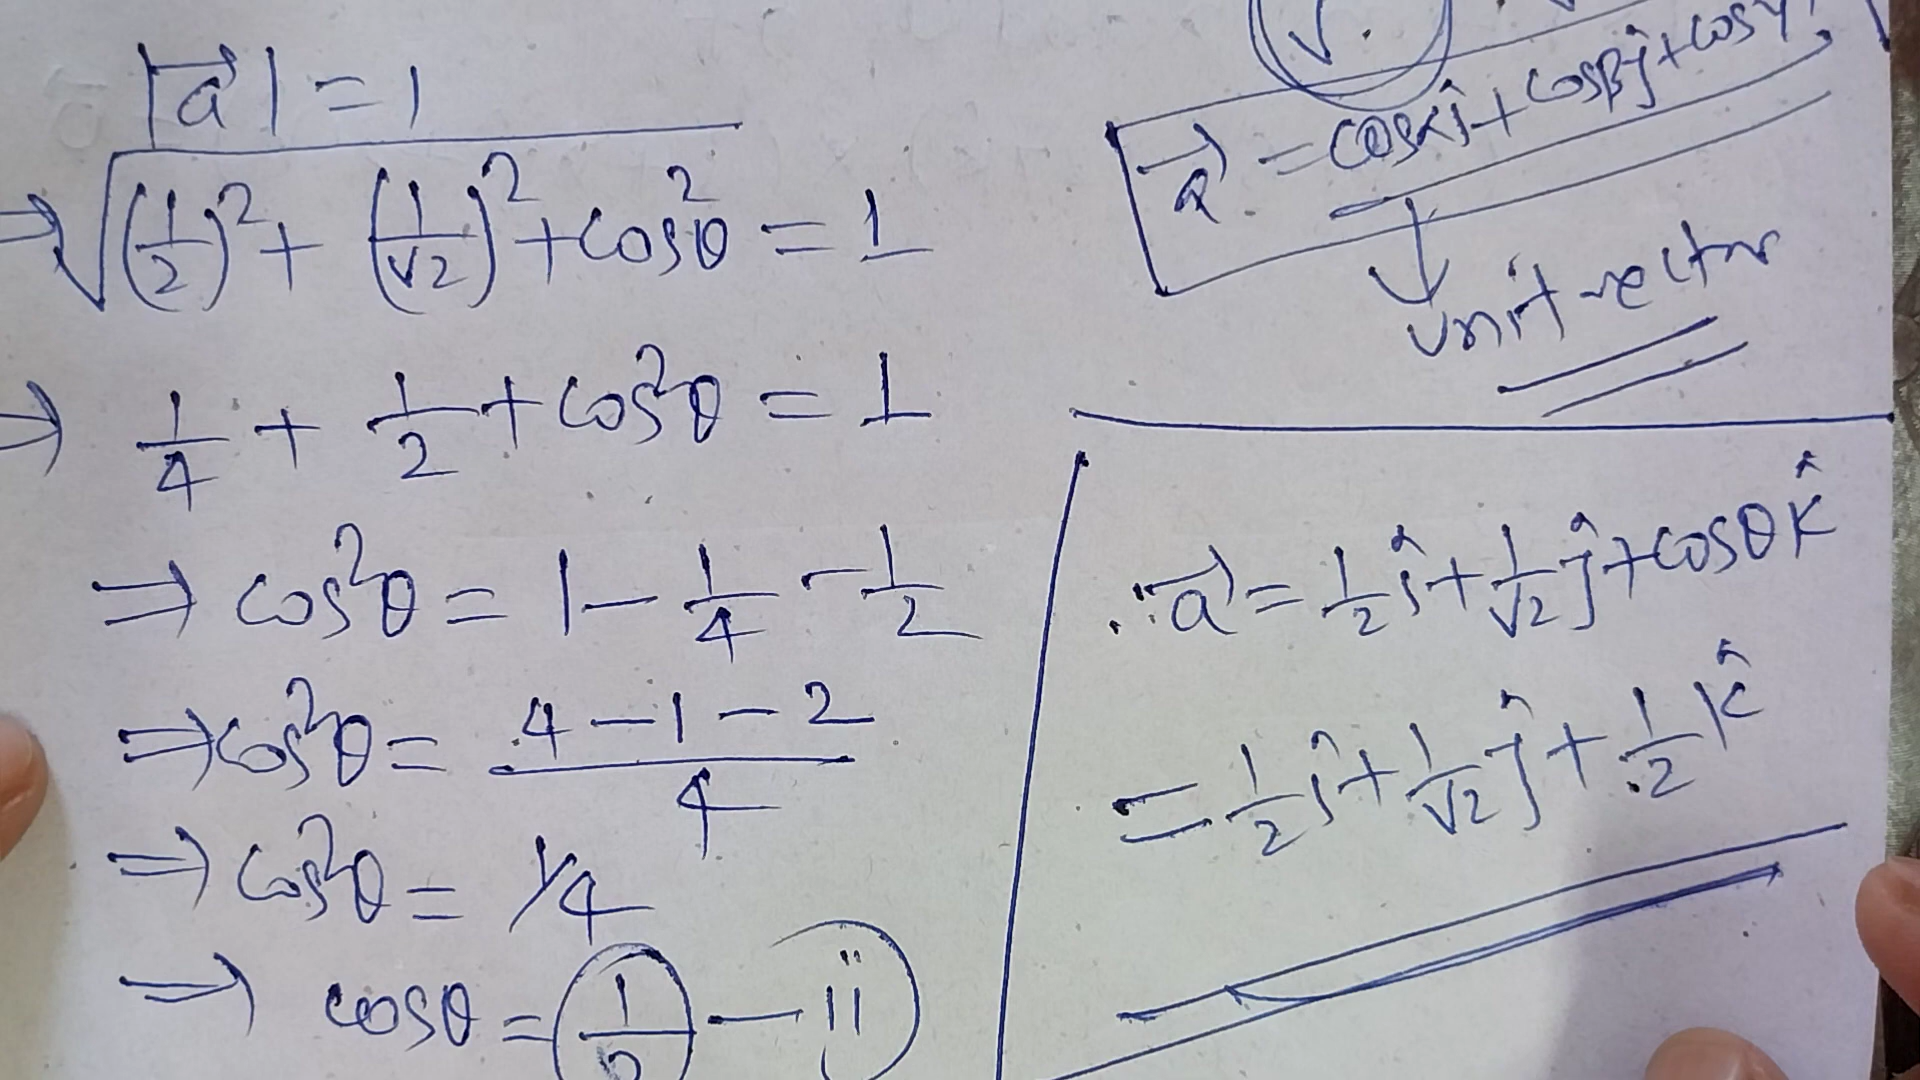 |a⃗| = 1
⇒ √((1/2)² + (1/√2)² + cos²θ) = 1
⇒ 1/4 + 1/2 + cos²θ = 1
⇒ cos²θ = 1 - 1/4 - 1/2
⇒ cos²θ = (4 - 1 - 2)/4
⇒ cos²θ = 1/4
⇒ cosθ = 1/2 — ii
a⃗ = cosαî + cosβĵ + cosγ
unit vector
∴ a⃗ = 1/2 î + 1/√2 ĵ + cosθ k̂
= 1/2 î + 1/√2 ĵ + 1/2 k̂